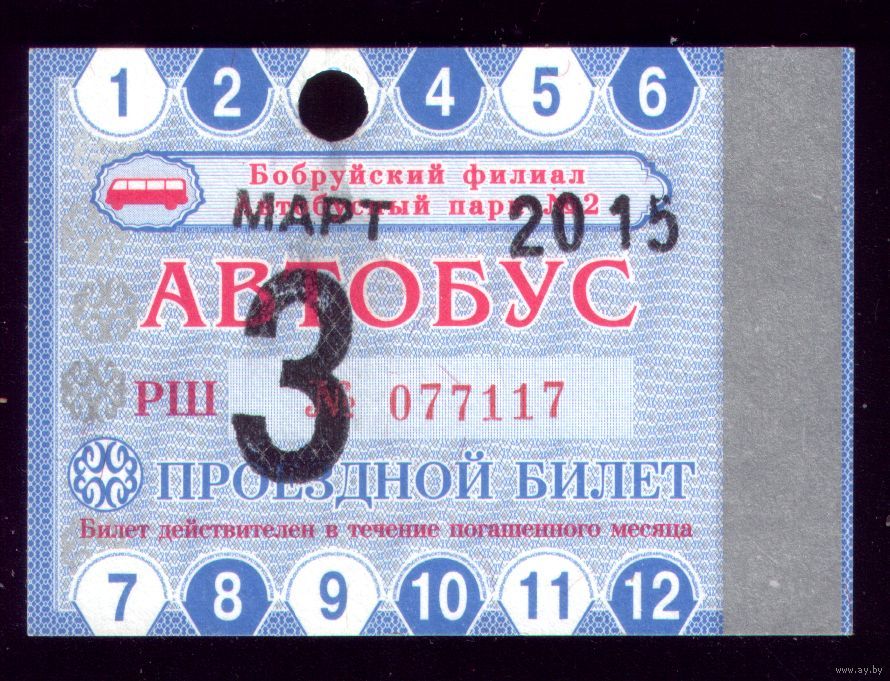 1 2 4 5 6
Бобруйский филиал
Автобусный парк №2
МАРТ 2015
АВТОБУС
3
РШ № 077117
ПРОЕЗДНОЙ БИЛЕТ
Билет действителен в течение погашенного месяца
7 8 9 10 11 12
www.ay.by